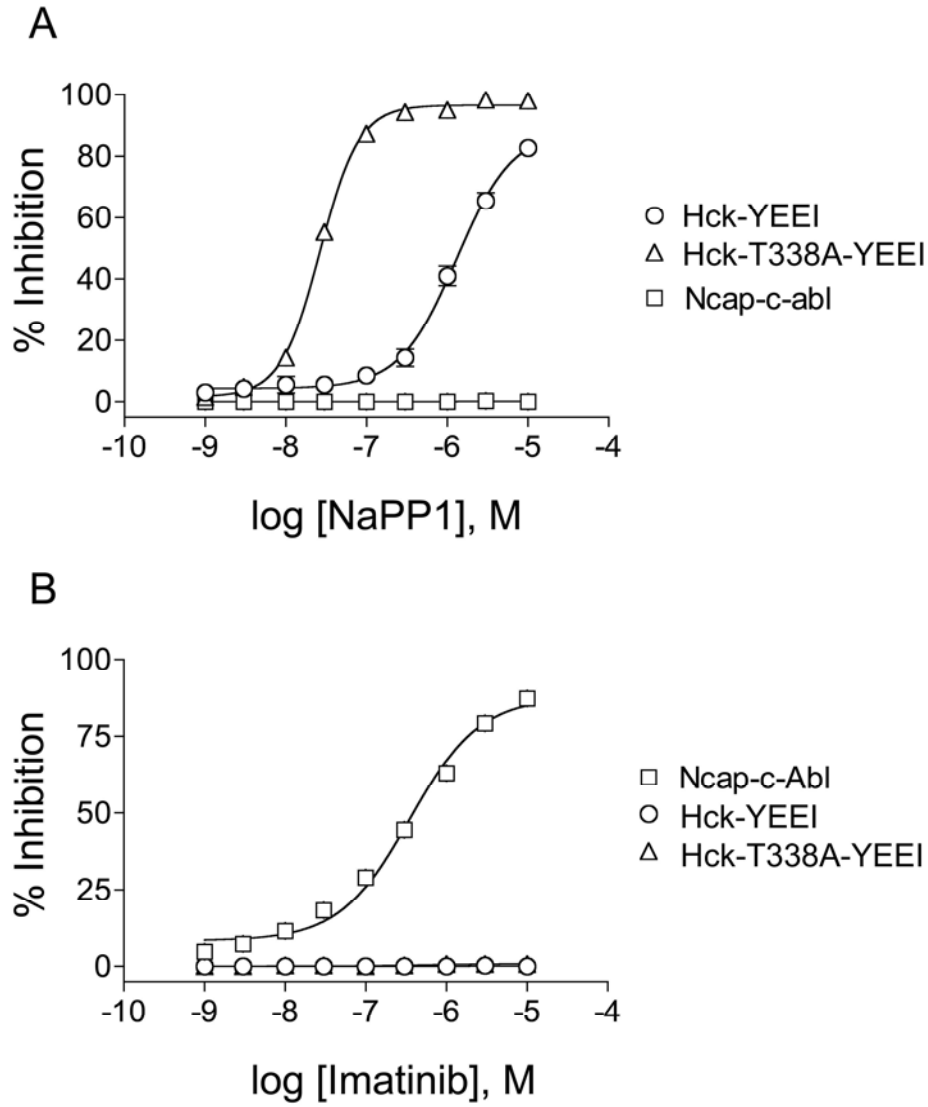 A
100
80
60
40
20
0
% Inhibition
-10 -9 -8 -7 -6 -5 -4
log [NaPP1], M
Hck-YEEI
Hck-T338A-YEEI
Ncap-c-abl
B
100
75
50
25
0
% Inhibition
-10 -9 -8 -7 -6 -5 -4
log [Imatinib], M
Ncap-c-Abl
Hck-YEEI
Hck-T338A-YEEI